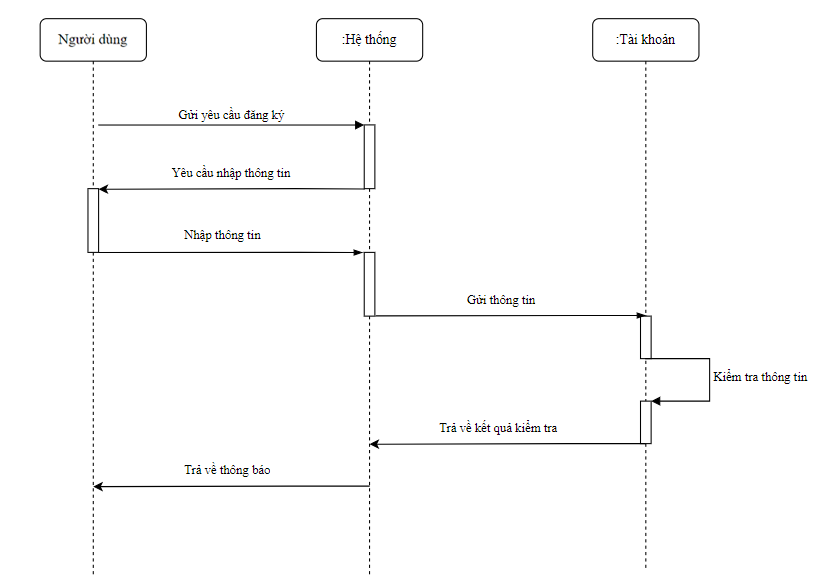 Người dùng
:Hệ thống
:Tài khoản
Gửi yêu cầu đăng ký
Yêu cầu nhập thông tin
Nhập thông tin
Gửi thông tin
Kiểm tra thông tin
Trả về kết quả kiểm tra
Trả về thông báo